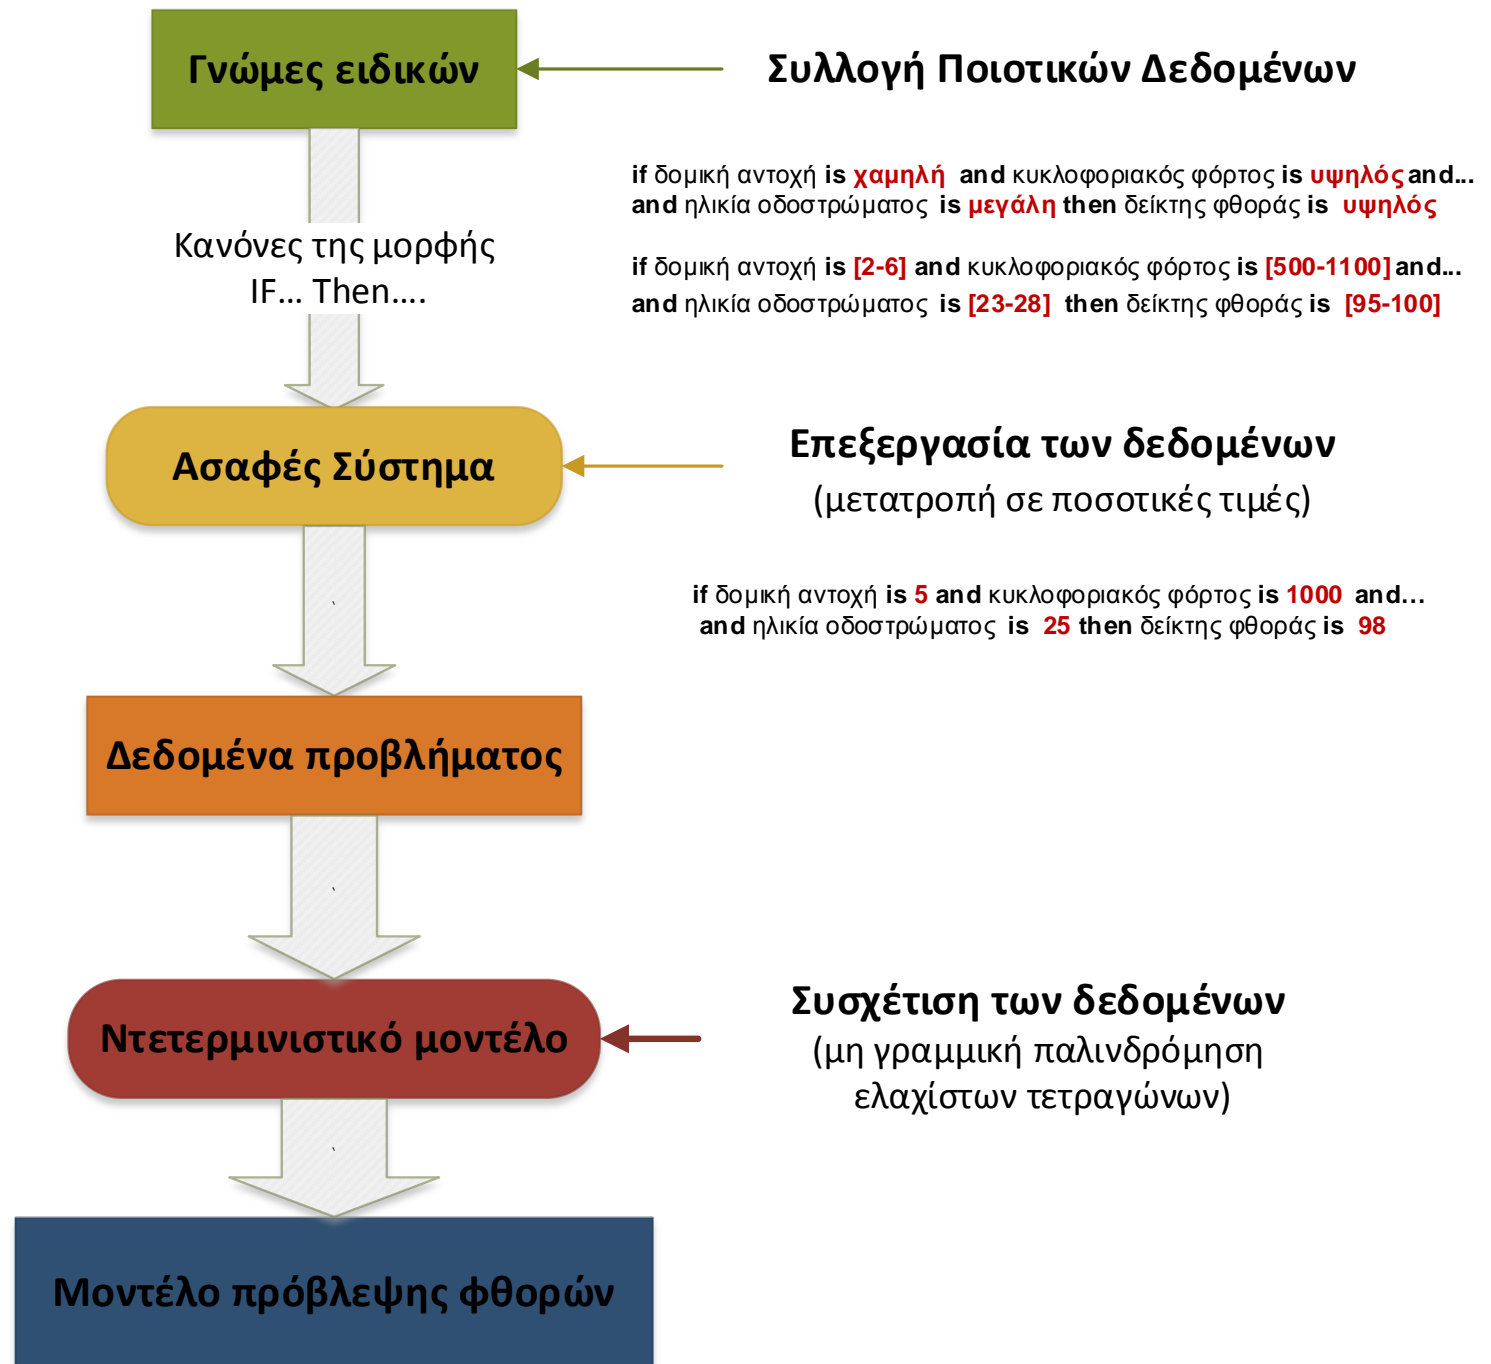 Γνώμες ειδικών
Συλλογή Ποιοτικών Δεδομένων
if δομική αντοχή is χαμηλή and κυκλοφοριακός φόρτος is υψηλός and...
and ηλικία οδοστρώματος is μεγάλη then δείκτης φθοράς is υψηλός
Κανόνες της μορφής
IF... Then....
if δομική αντοχή is [2-6] and κυκλοφοριακός φόρτος is [500-1100] and...
and ηλικία οδοστρώματος is [23-28] then δείκτης φθοράς is [95-100]
Ασαφές Σύστημα
Επεξεργασία των δεδομένων
(μετατροπή σε ποσοτικές τιμές)
if δομική αντοχή is 5 and κυκλοφοριακός φόρτος is 1000 and...
and ηλικία οδοστρώματος is 25 then δείκτης φθοράς is 98
Δεδομένα προβλήματος
Ντετερμινιστικό μοντέλο
Συσχέτιση των δεδομένων
(μη γραμμική παλινδρόμηση
ελαχίστων τετραγώνων)
Μοντέλο πρόβλεψης φθορών